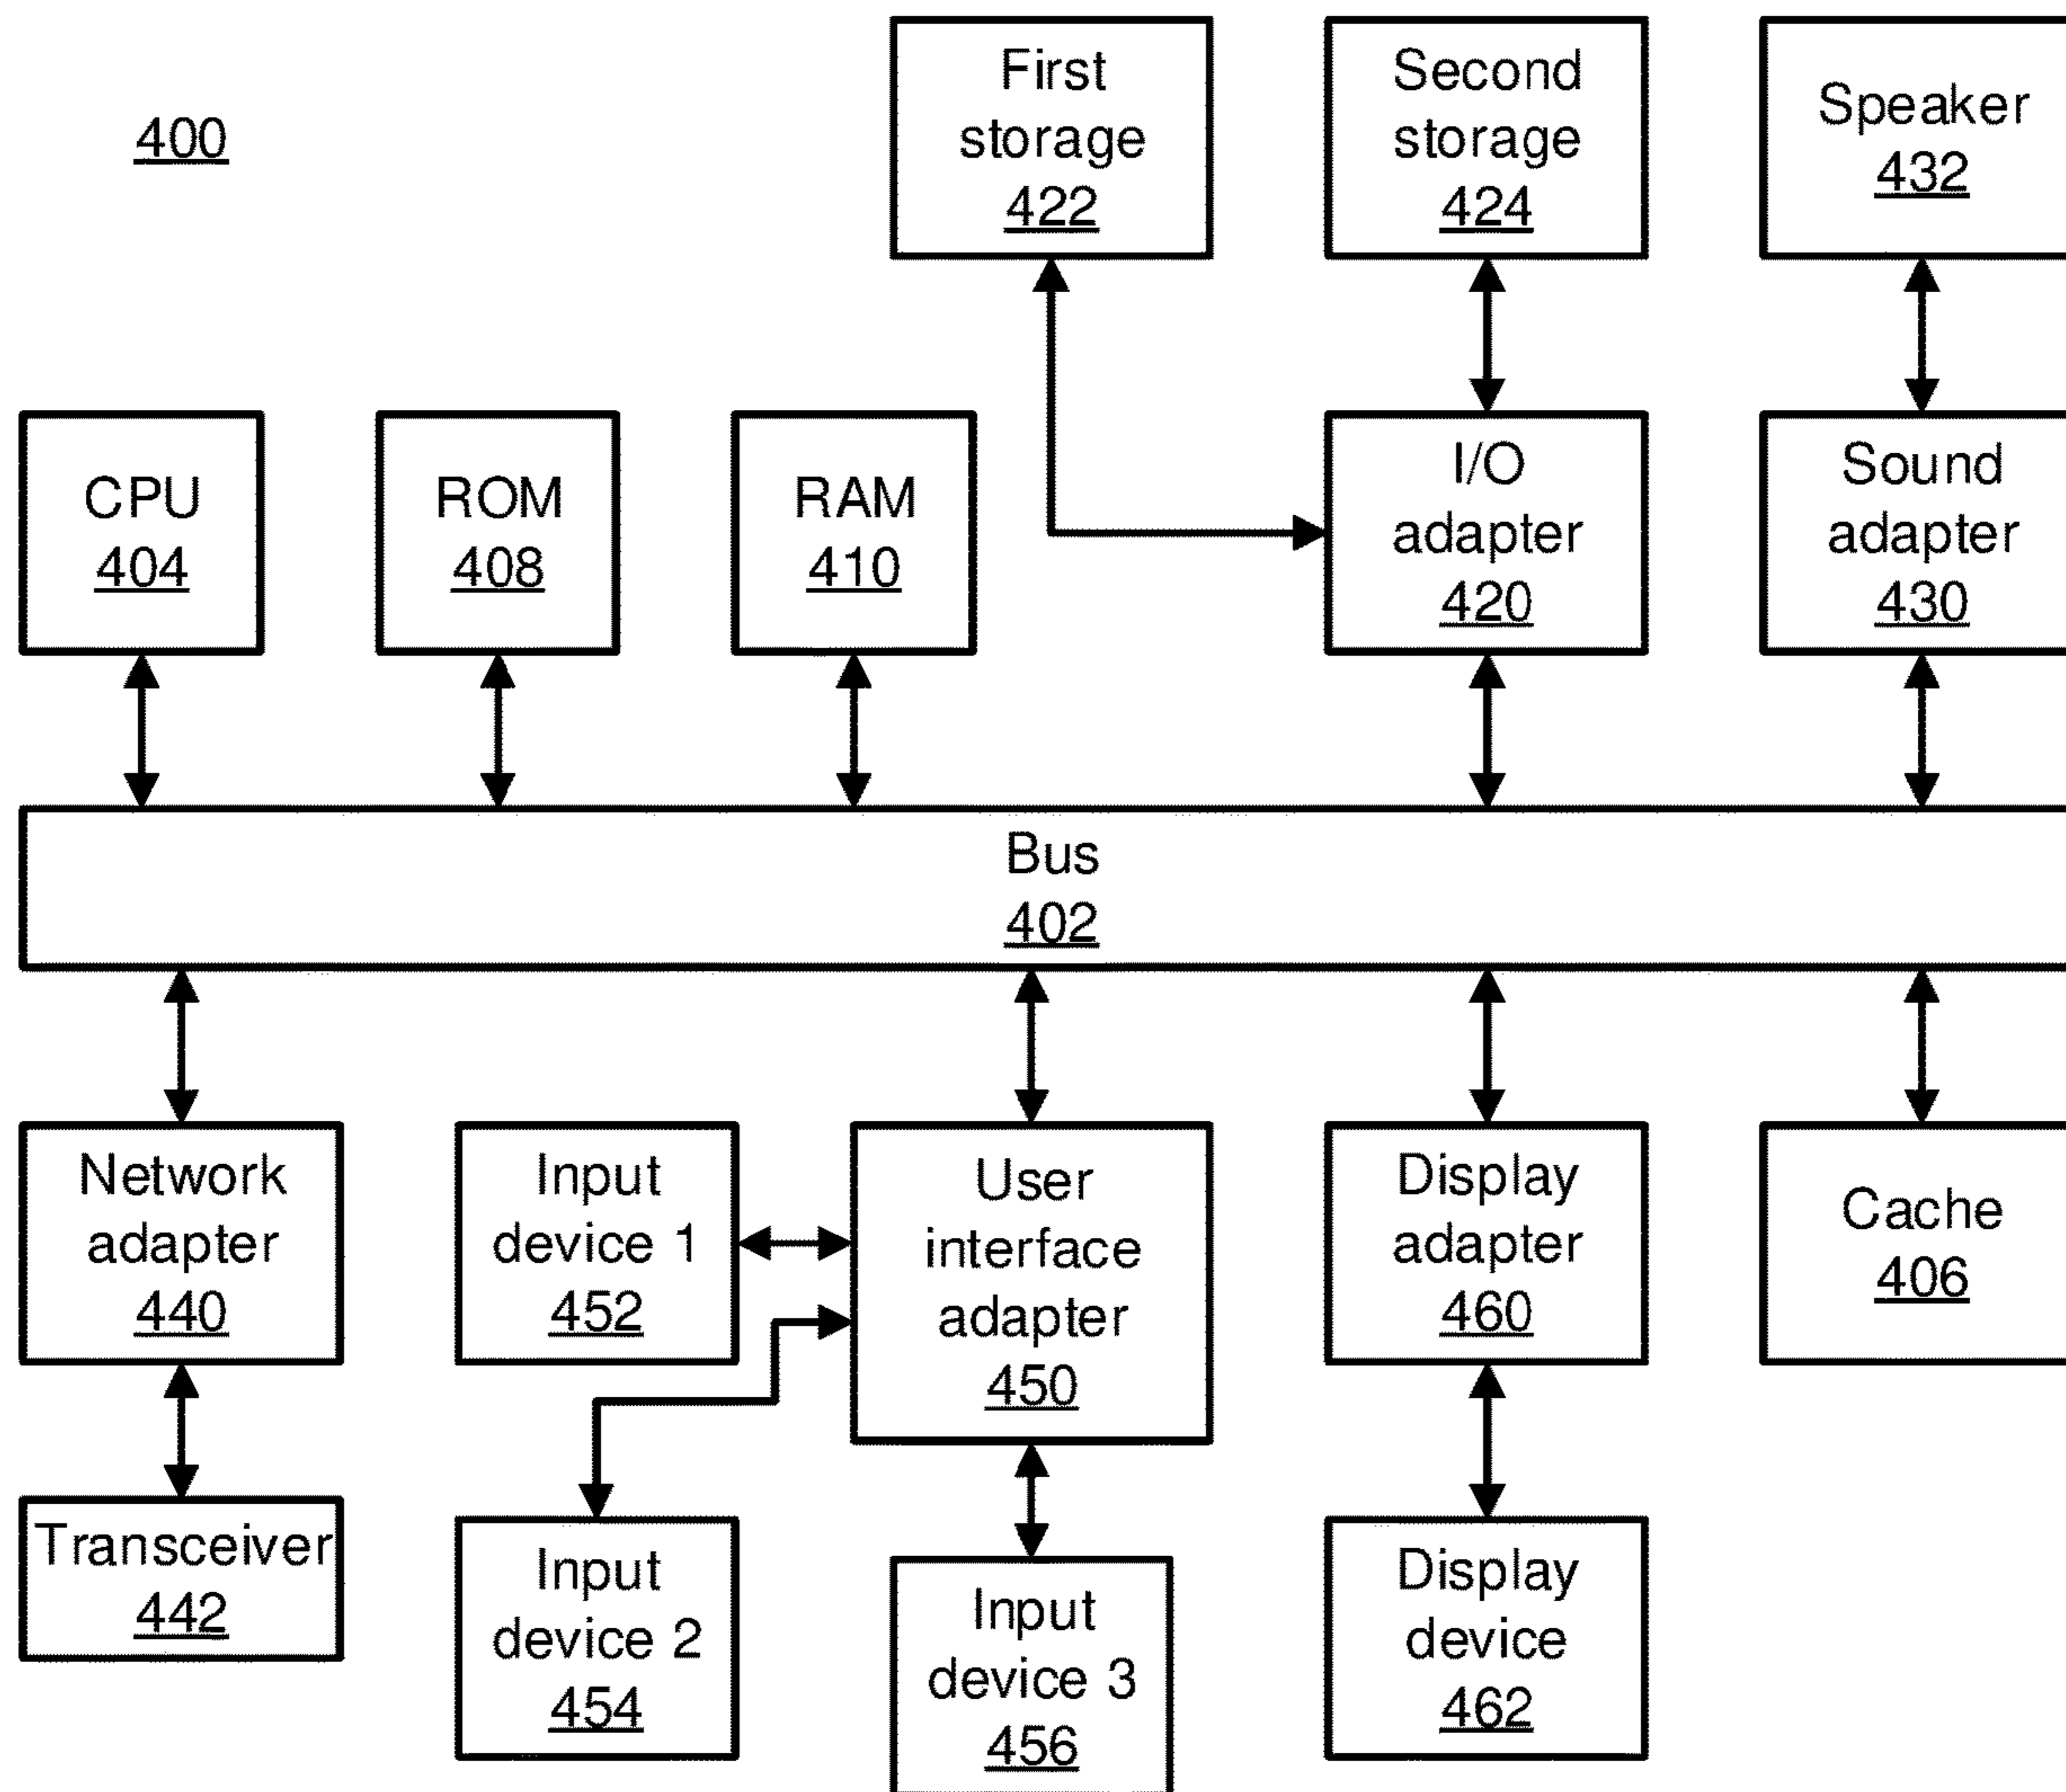 400
First
storage
422
Second
storage
424
Speaker
432
CPU
404
ROM
408
RAM
410
I/O
adapter
420
Sound
adapter
430
Bus
402
Network
adapter
440
Input
device 1
452
User
interface
adapter
450
Display
adapter
460
Cache
406
Transceiver
442
Input
device 2
454
Input
device 3
456
Display
device
462